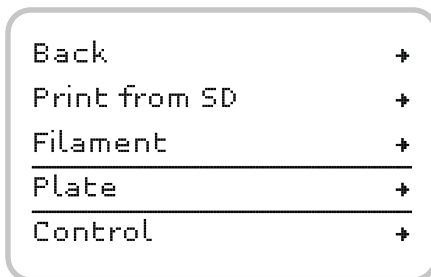 Back →
Print from SD →
Filament →
Plate →
Control →